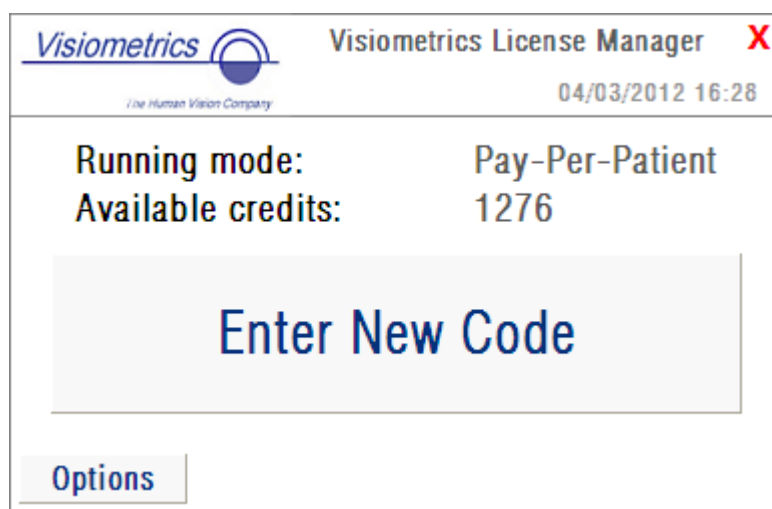 Visiometrics
The Human Vision Company
Visiometrics License Manager X
04/03/2012 16:28
Running mode: Pay-Per-Patient
Available credits: 1276
Enter New Code
Options